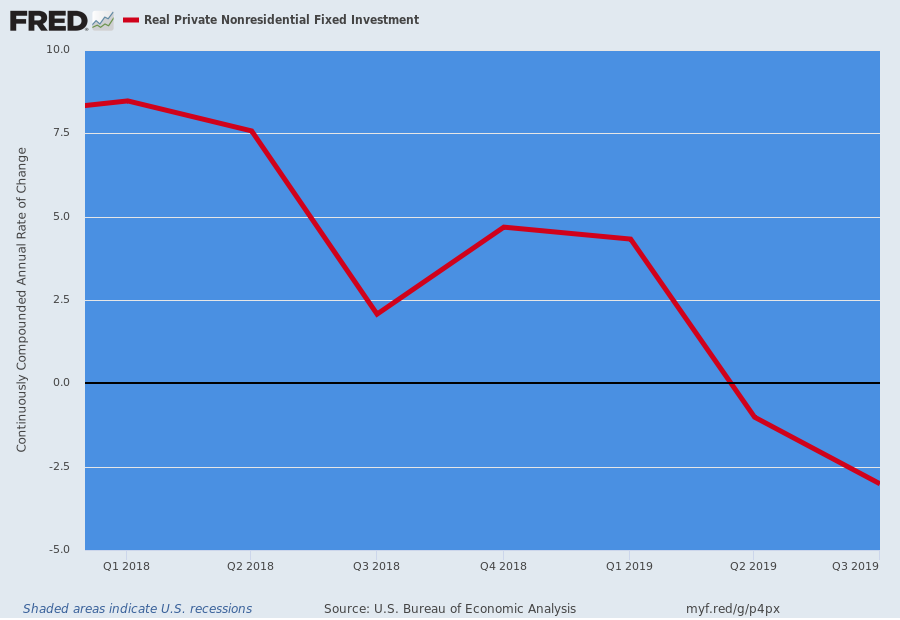 FRED
Real Private Nonresidential Fixed Investment
Continuously Compounded Annual Rate of Change
10.0
7.5
5.0
2.5
0.0
-2.5
-5.0
Q1 2018
Q2 2018
Q3 2018
Q4 2018
Q1 2019
Q2 2019
Q3 2019
Shaded areas indicate U.S. recessions
Source: U.S. Bureau of Economic Analysis
myf.red/g/p4px